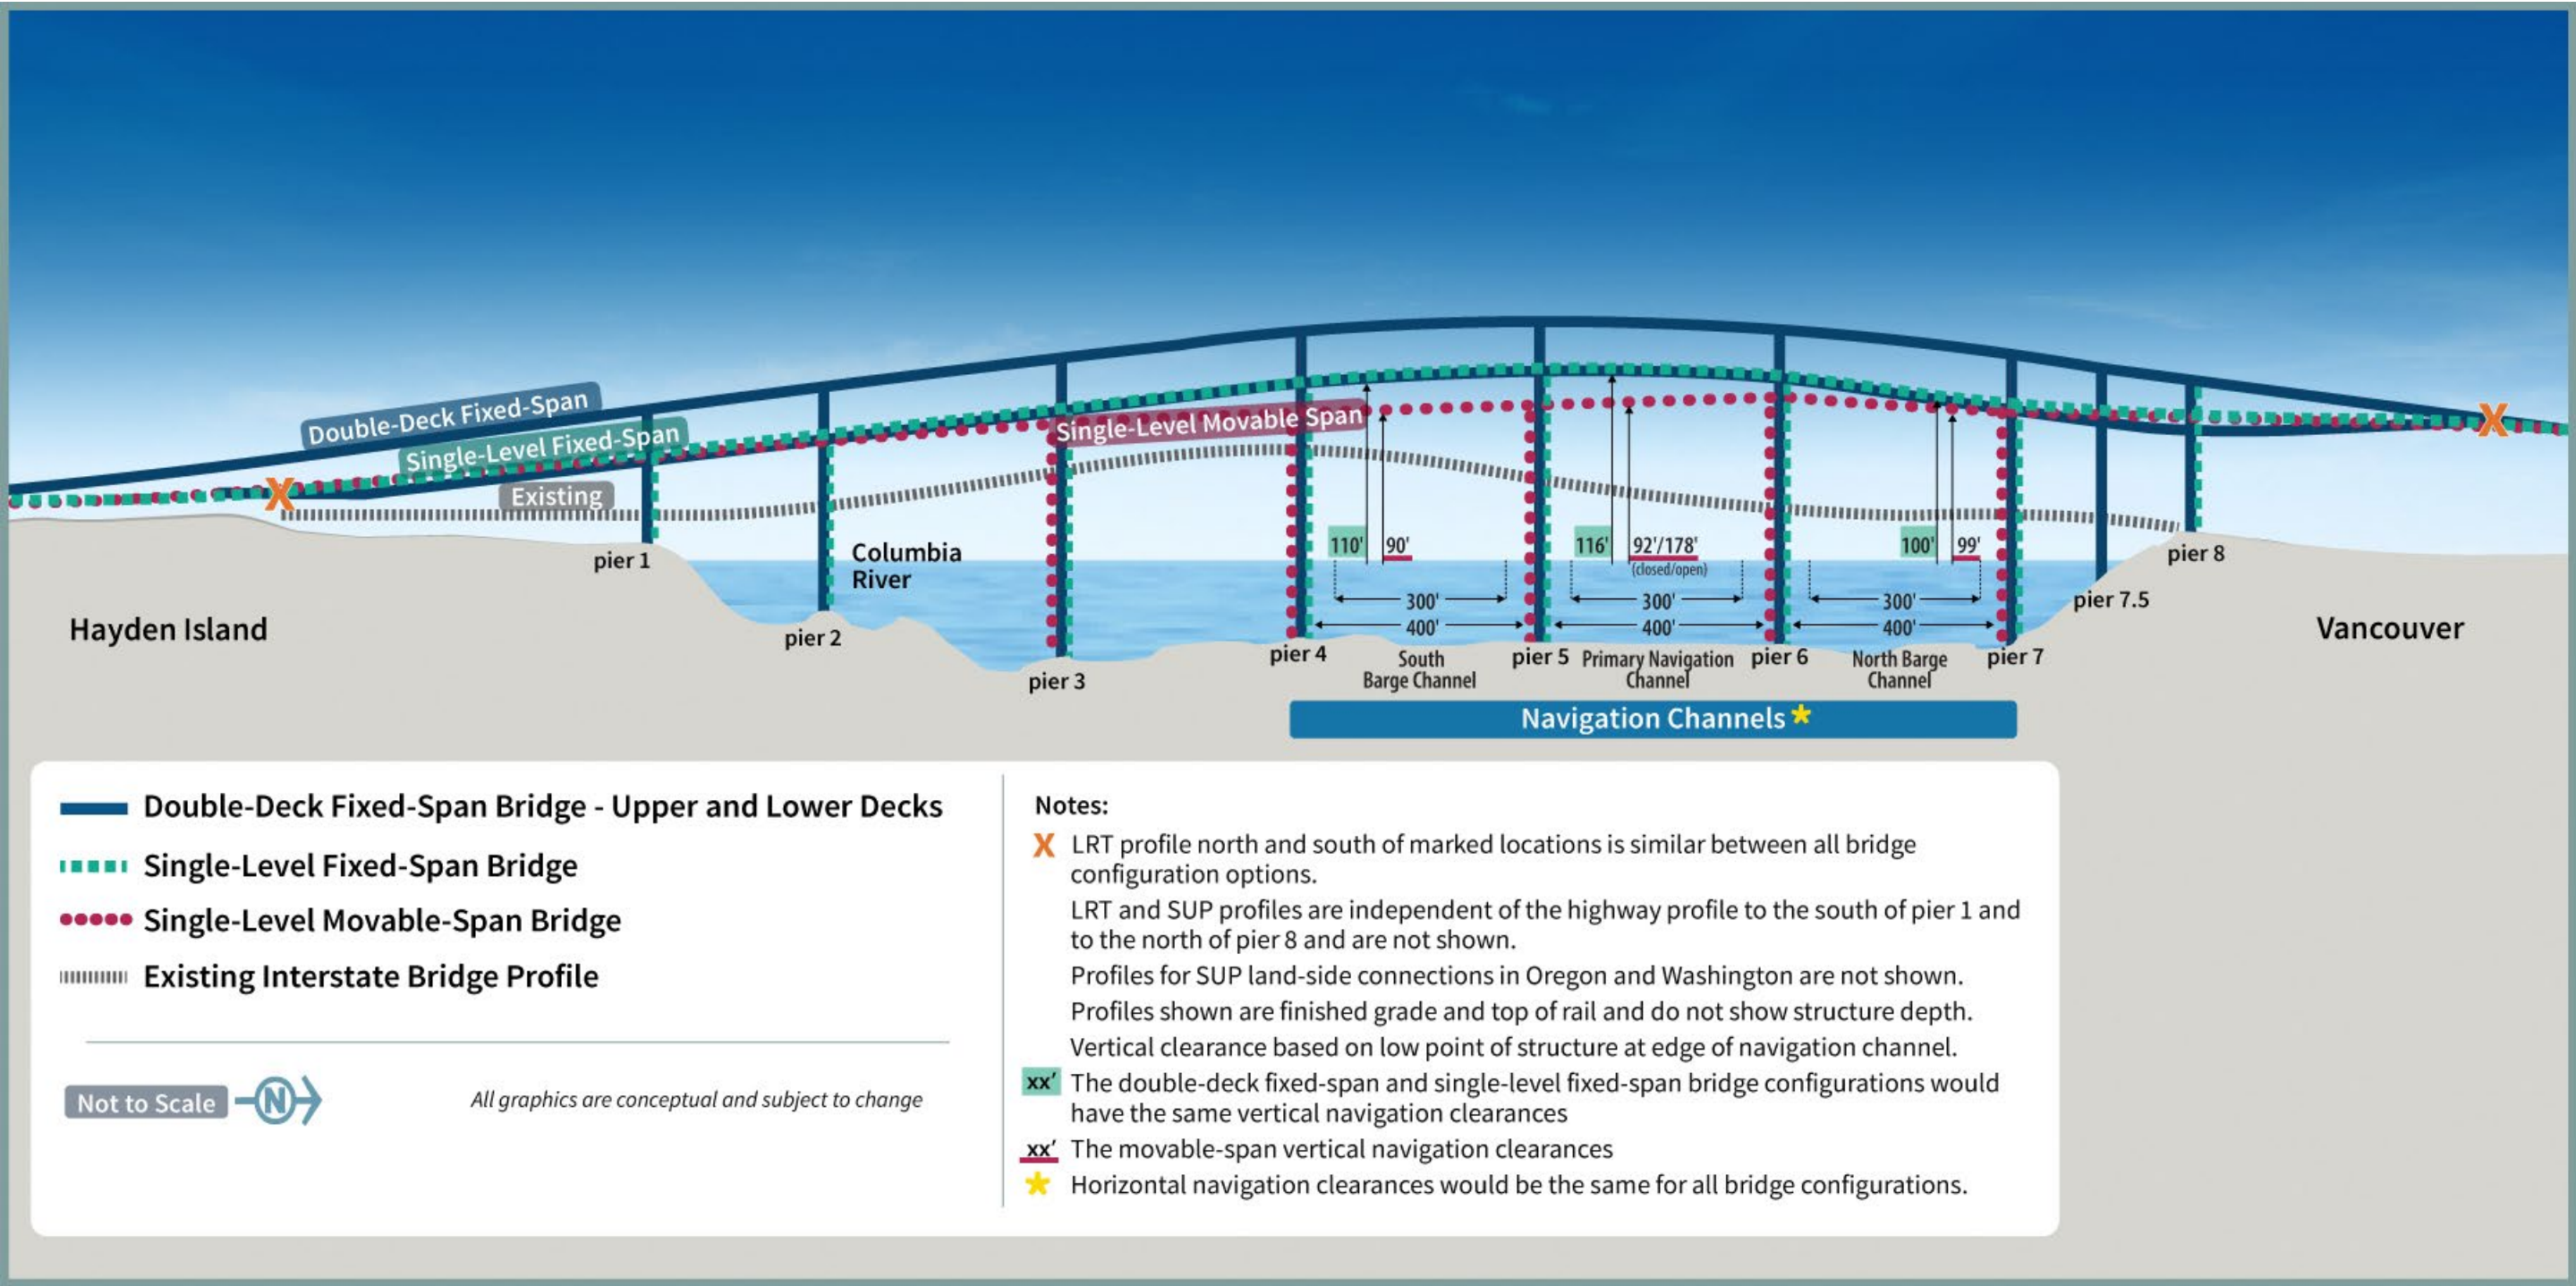 Double-Deck Fixed-Span
Single-Level Fixed-Span
Single-Level Movable Span
Existing
110'
90'
116'
92'/178'
(closed/open)
100'
99'
Columbia
River
300'
300'
300'
400'
400'
400'
pier 1
pier 2
pier 3
pier 4
pier 5
pier 6
pier 7
pier 7.5
pier 8
Hayden Island
Vancouver
South
Barge Channel
Primary Navigation
Channel
North Barge
Channel
Navigation Channels *
Double-Deck Fixed-Span Bridge - Upper and Lower Decks
Single-Level Fixed-Span Bridge
Single-Level Movable-Span Bridge
Existing Interstate Bridge Profile
Not to Scale
N
All graphics are conceptual and subject to change
Notes:
X LRT profile north and south of marked locations is similar between all bridge
configuration options.
LRT and SUP profiles are independent of the highway profile to the south of pier 1 and
to the north of pier 8 and are not shown.
Profiles for SUP land-side connections in Oregon and Washington are not shown.
Profiles shown are finished grade and top of rail and do not show structure depth.
Vertical clearance based on low point of structure at edge of navigation channel.
xx' The double-deck fixed-span and single-level fixed-span bridge configurations would
have the same vertical navigation clearances
xx' The movable-span vertical navigation clearances
* Horizontal navigation clearances would be the same for all bridge configurations.